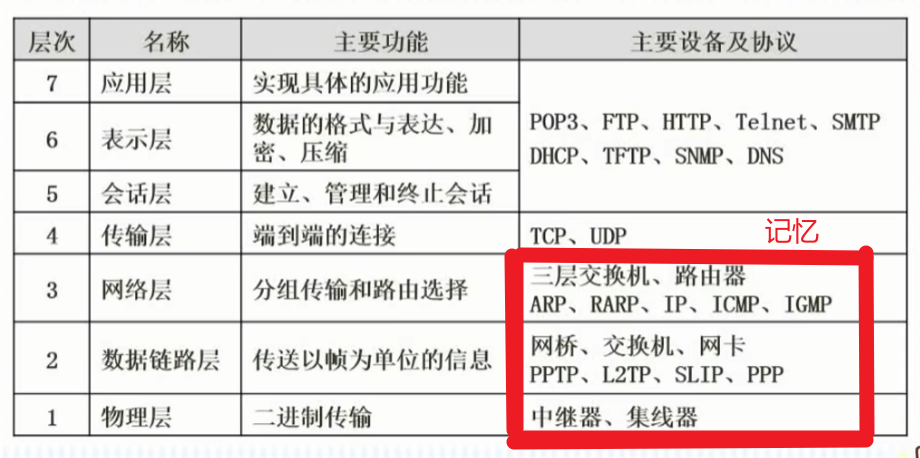 层次 名称 主要功能 主要设备及协议
7 应用层 实现具体的应用功能
6 表示层 数据的格式与表达、加
密、压缩
POP3、FTP、HTTP、Telnet、SMTP
DHCP、TFTP、SNMP、DNS
5 会话层 建立、管理和终止会话
4 传输层 端到端的连接 TCP、UDP
记忆
3 网络层 分组传输和路由选择
三层交换机、路由器
ARP、RARP、IP、ICMP、IGMP
2 数据链路层 传送以帧为单位的信息
网桥、交换机、网卡
PPTP、L2TP、SLIP、PPP
1 物理层 二进制传输 中继器、集线器